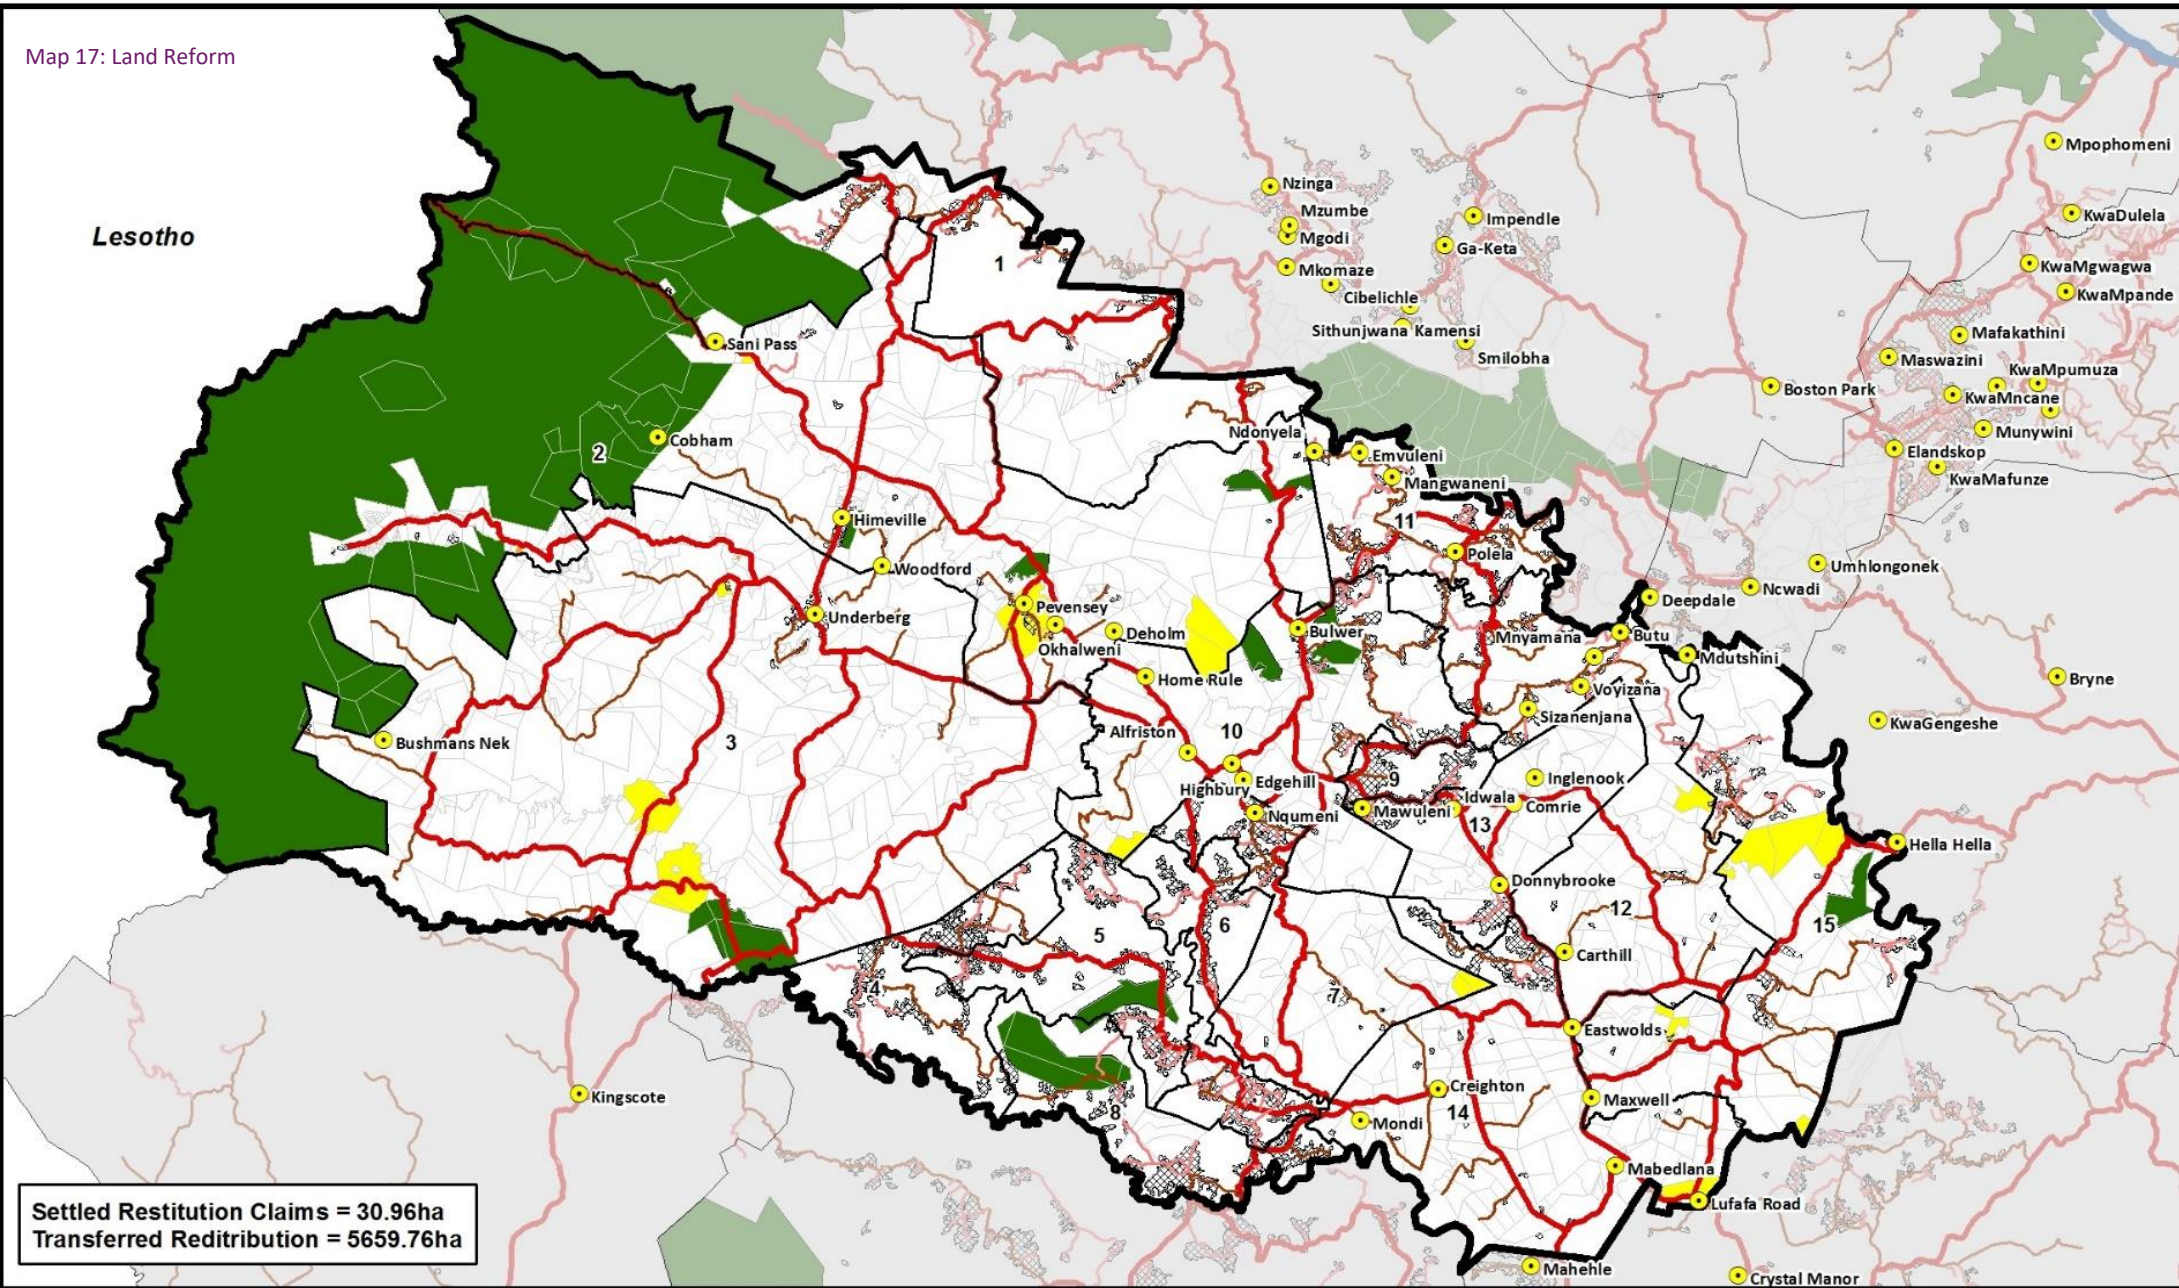 Map 17: Land Reform
Lesotho
Mpophomeni
Nzinga
Mzumbe
Mgodi
Impendle
KwaDulela
Ga-Keta
Mkomaze
KwaMgwagwa
1
Cibelichle
KwaMpande
Sithunjwana Kamensi
Mafakathini
Sani Pass
Smilobha
Maswazini
KwaMpumuza
Boston Park
KwaMncane
Ndonyela
Munywini
Cobham
2
Emvuleni
Elandskop
Mangwaneni
KwaMafunze
Himeville
11
Polela
Woodford
Umhlongonek
Ncwadi
Pevensey
Deepdale
Underberg
Deholm
Bulwer
Mnyamana
Butu
Okhalweni
Mdutshini
Home Rule
Voyizana
Bryne
Sizanenjana
KwaGengeshe
Bushmans Nek
3
Alfriston
10
9
Inglenook
Highbury
Edgehill
Idwala
Comrie
Nqumeni
Mawuleni
13
Hella Hella
Donnybrooke
12
5
6
15
Carthill
4
7
Eastwolds
Kingscote
Creighton
Maxwell
8
14
Mondi
Mabedlana
Lufafa Road
Settled Restitution Claims = 30.96ha
Transferred Reditribution = 5659.76ha
Mahehle
Crystal Manor